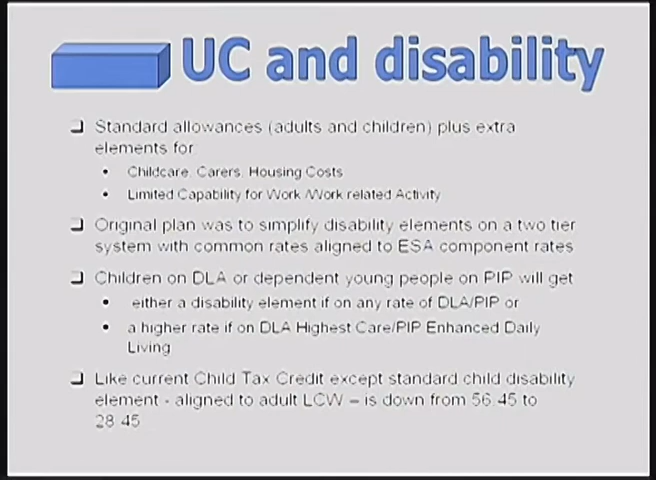 UC and disability
Standard allowances (adults and children) plus extra
elements for
Childcare, Carers, Housing Costs
Limited Capability for Work /Work related Activity
Original plan was to simplify disability elements on a two tier
system with common rates aligned to ESA component rates
Children on DLA or dependent young people on PIP will get
either a disability element if on any rate of DLA/PIP or
a higher rate if on DLA Highest Care/PIP Enhanced Daily
Living
Like current Child Tax Credit except standard child disability
element - aligned to adult LCW – is down from 56.45 to
28.45